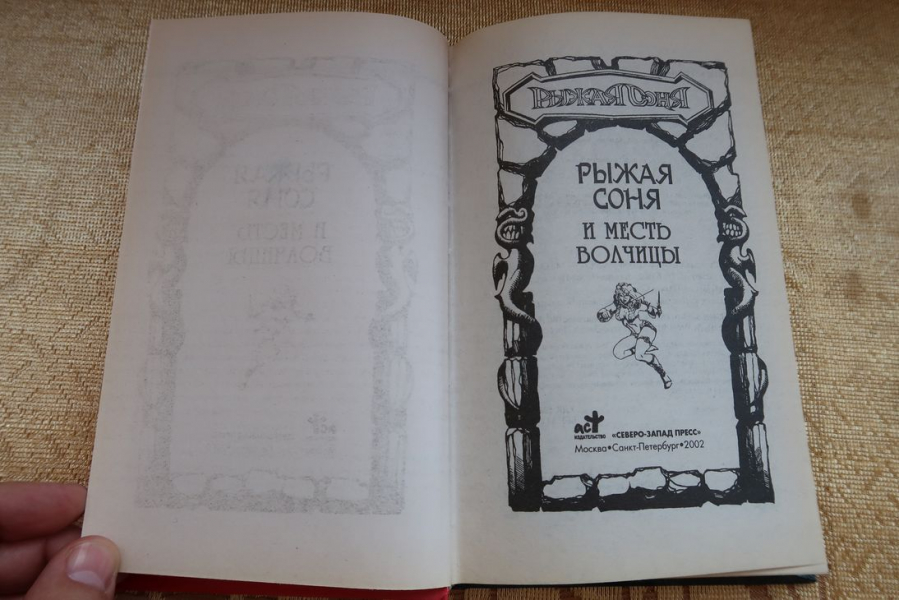 РЫЖАЯ СОНЯ
РЫЖАЯ
СОНЯ
И МЕСТЬ
ВОЛЧИЦЫ
аст
ИЗДАТЕЛЬСТВО «СЕВЕРО-ЗАПАД ПРЕСС»
Москва•Санкт-Петербург•2002